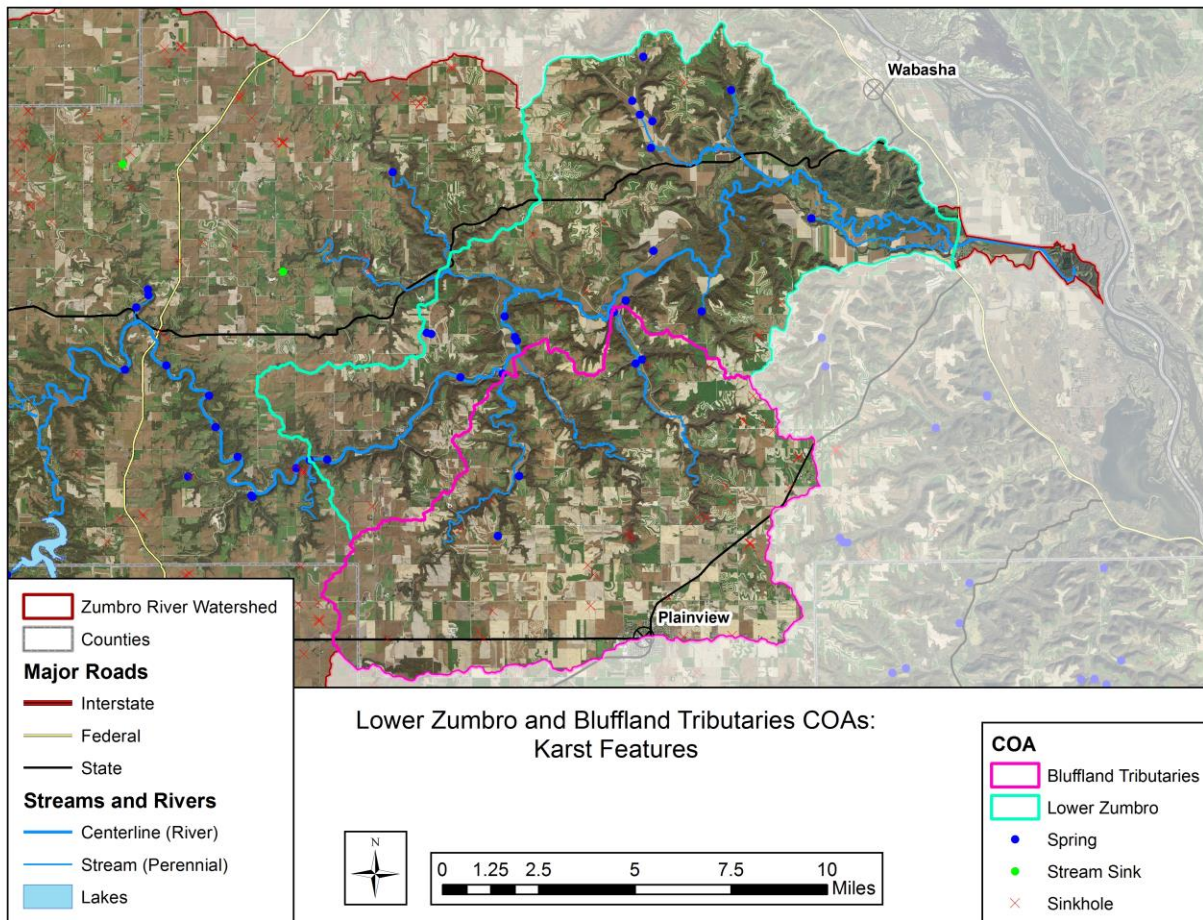 Wabasha
Plainview
Zumbro River Watershed
Counties
Major Roads
Interstate
Federal
State
Streams and Rivers
Centerline (River)
Stream (Perennial)
Lakes
Lower Zumbro and Bluffland Tributaries COAs:
Karst Features
N
0 1.25 2.5 5 7.5 10
Miles
COA
Bluffland Tributaries
Lower Zumbro
Spring
Stream Sink
Sinkhole